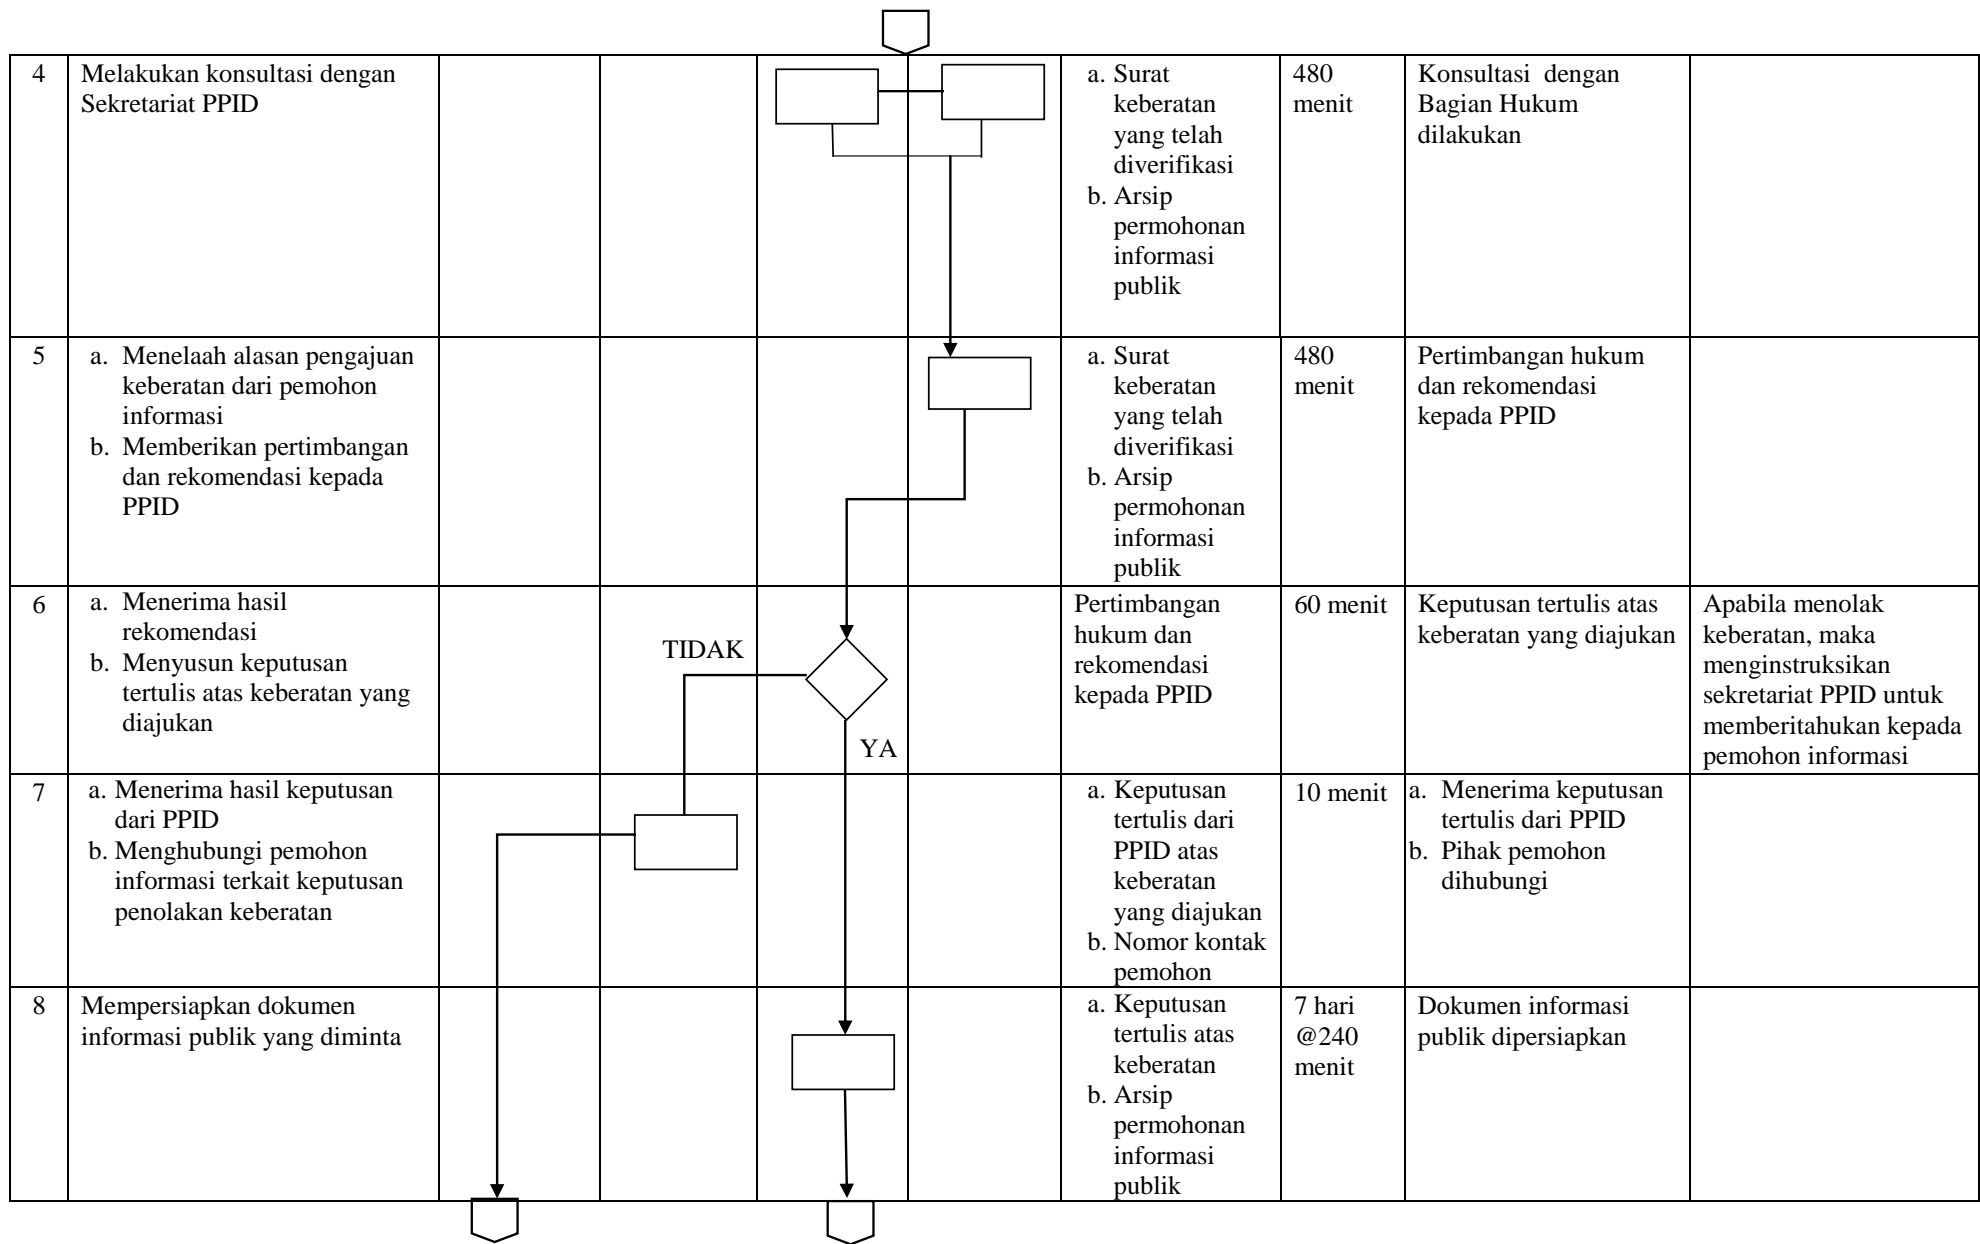 4
Melakukan konsultasi dengan
Sekretariat PPID
a. Surat
keberatan
yang telah
diverifikasi
b. Arsip
permohonan
informasi
publik
480
menit
Konsultasi dengan
Bagian Hukum
dilakukan
5
a. Menelaah alasan pengajuan
keberatan dari pemohon
informasi
b. Memberikan pertimbangan
dan rekomendasi kepada
PPID
a. Surat
keberatan
yang telah
diverifikasi
b. Arsip
permohonan
informasi
publik
480
menit
Pertimbangan hukum
dan rekomendasi
kepada PPID
6
a. Menerima hasil
rekomendasi
b. Menyusun keputusan
tertulis atas keberatan yang
diajukan
TIDAK
YA
Pertimbangan
hukum dan
rekomendasi
kepada PPID
60 menit
Keputusan tertulis atas
keberatan yang diajukan
Apabila menolak
keberatan, maka
menginstruksikan
sekretariat PPID untuk
memberitahukan kepada
pemohon informasi
7
a. Menerima hasil keputusan
dari PPID
b. Menghubungi pemohon
informasi terkait keputusan
penolakan keberatan
a. Keputusan
tertulis dari
PPID atas
keberatan
yang diajukan
b. Nomor kontak
pemohon
10 menit
a. Menerima keputusan
tertulis dari PPID
b. Pihak pemohon
dihubungi
8
Mempersiapkan dokumen
informasi publik yang diminta
a. Keputusan
tertulis atas
keberatan
b. Arsip
permohonan
informasi
publik
7 hari
@240
menit
Dokumen informasi
publik dipersiapkan